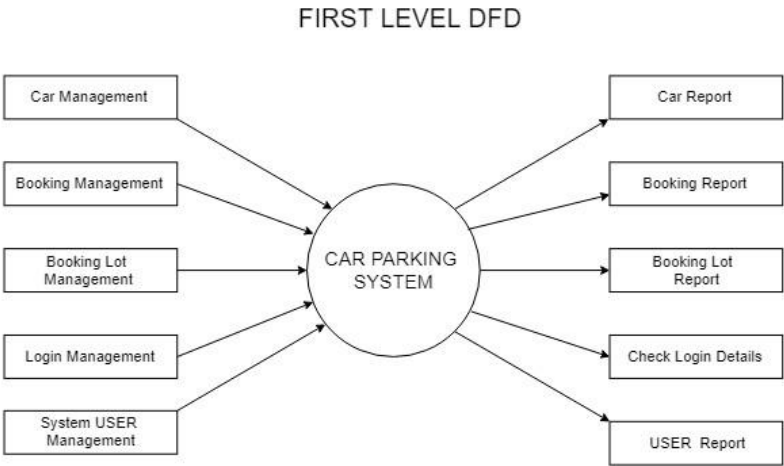 FIRST LEVEL DFD
Car Management
Booking Management
Booking Lot
Management
Login Management
System USER
Management
CAR PARKING
SYSTEM
Car Report
Booking Report
Booking Lot
Report
Check Login Details
USER Report